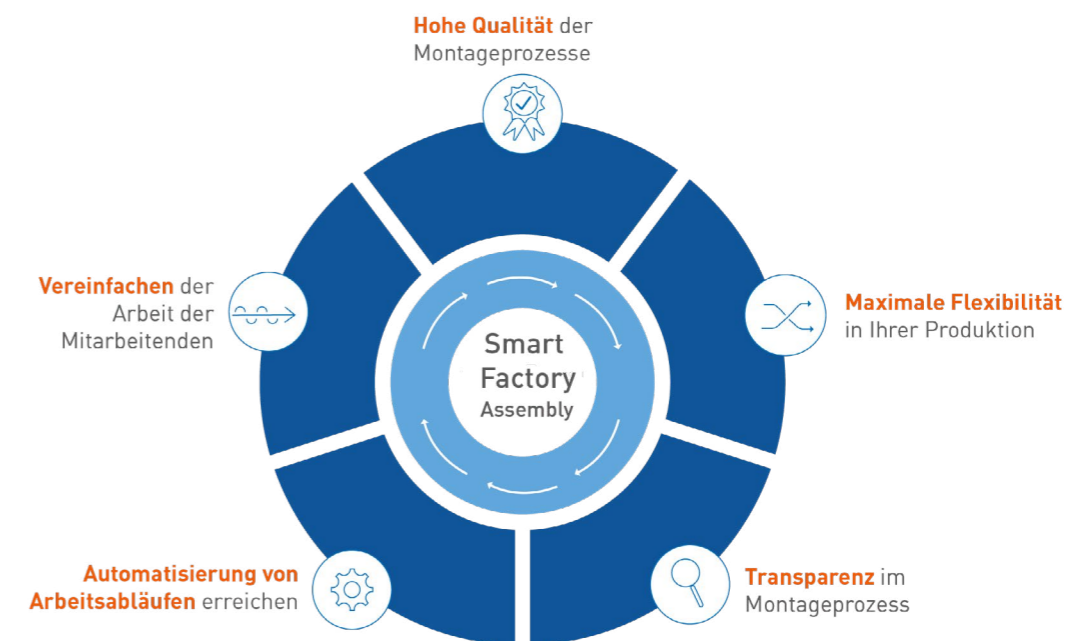 Hohe Qualität der
Montageprozesse
Vereinfachen der
Arbeit der
Mitarbeitenden
Maximale Flexibilität
in Ihrer Produktion
Smart
Factory
Assembly
Automatisierung von
Arbeitsabläufen erreichen
Transparenz im
Montageprozess